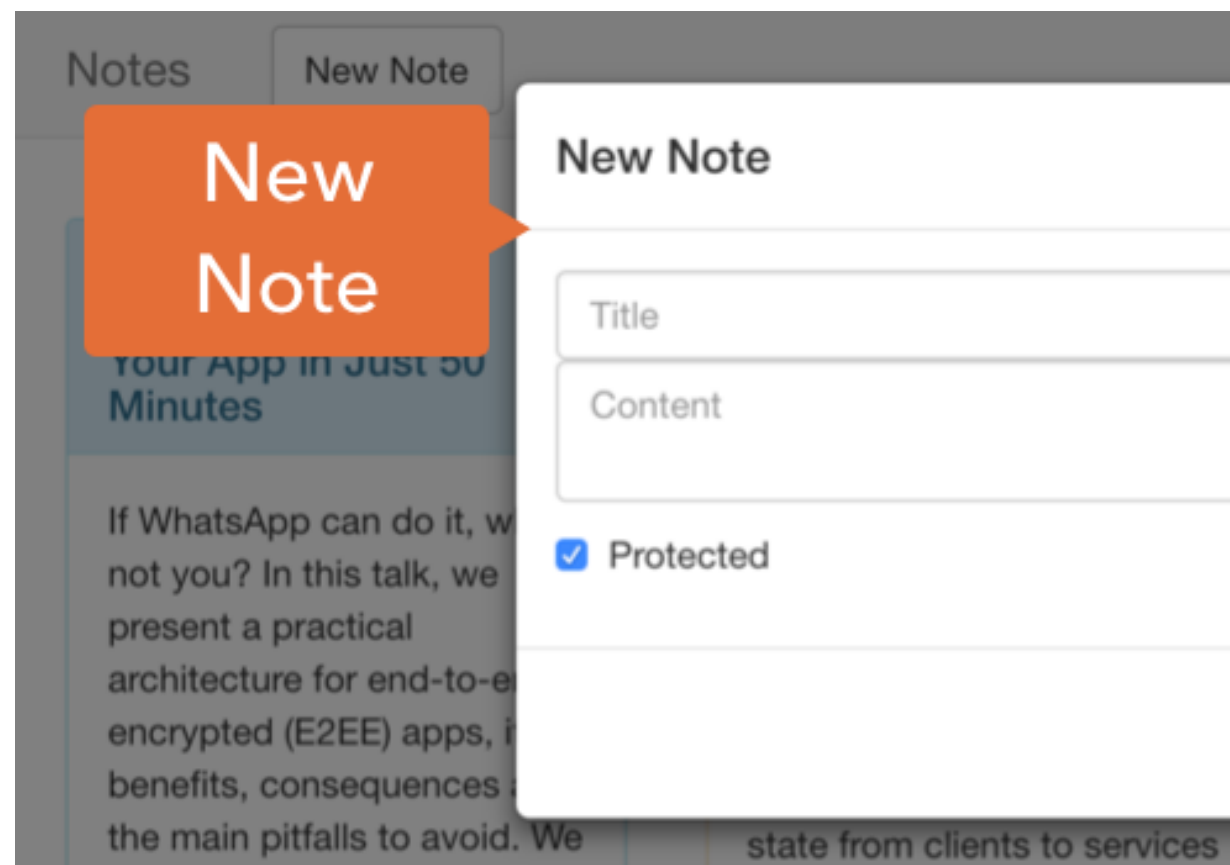 Notes
New Note
New
Note
New Note
Title
Content
Protected
Your App in Just 50
Minutes
If WhatsApp can do it,
not you? In this talk, we
present a practical
architecture for
encrypted (E2EE) apps,
benefits, consequences
the main pitfalls to avoid. We
state from clients to services